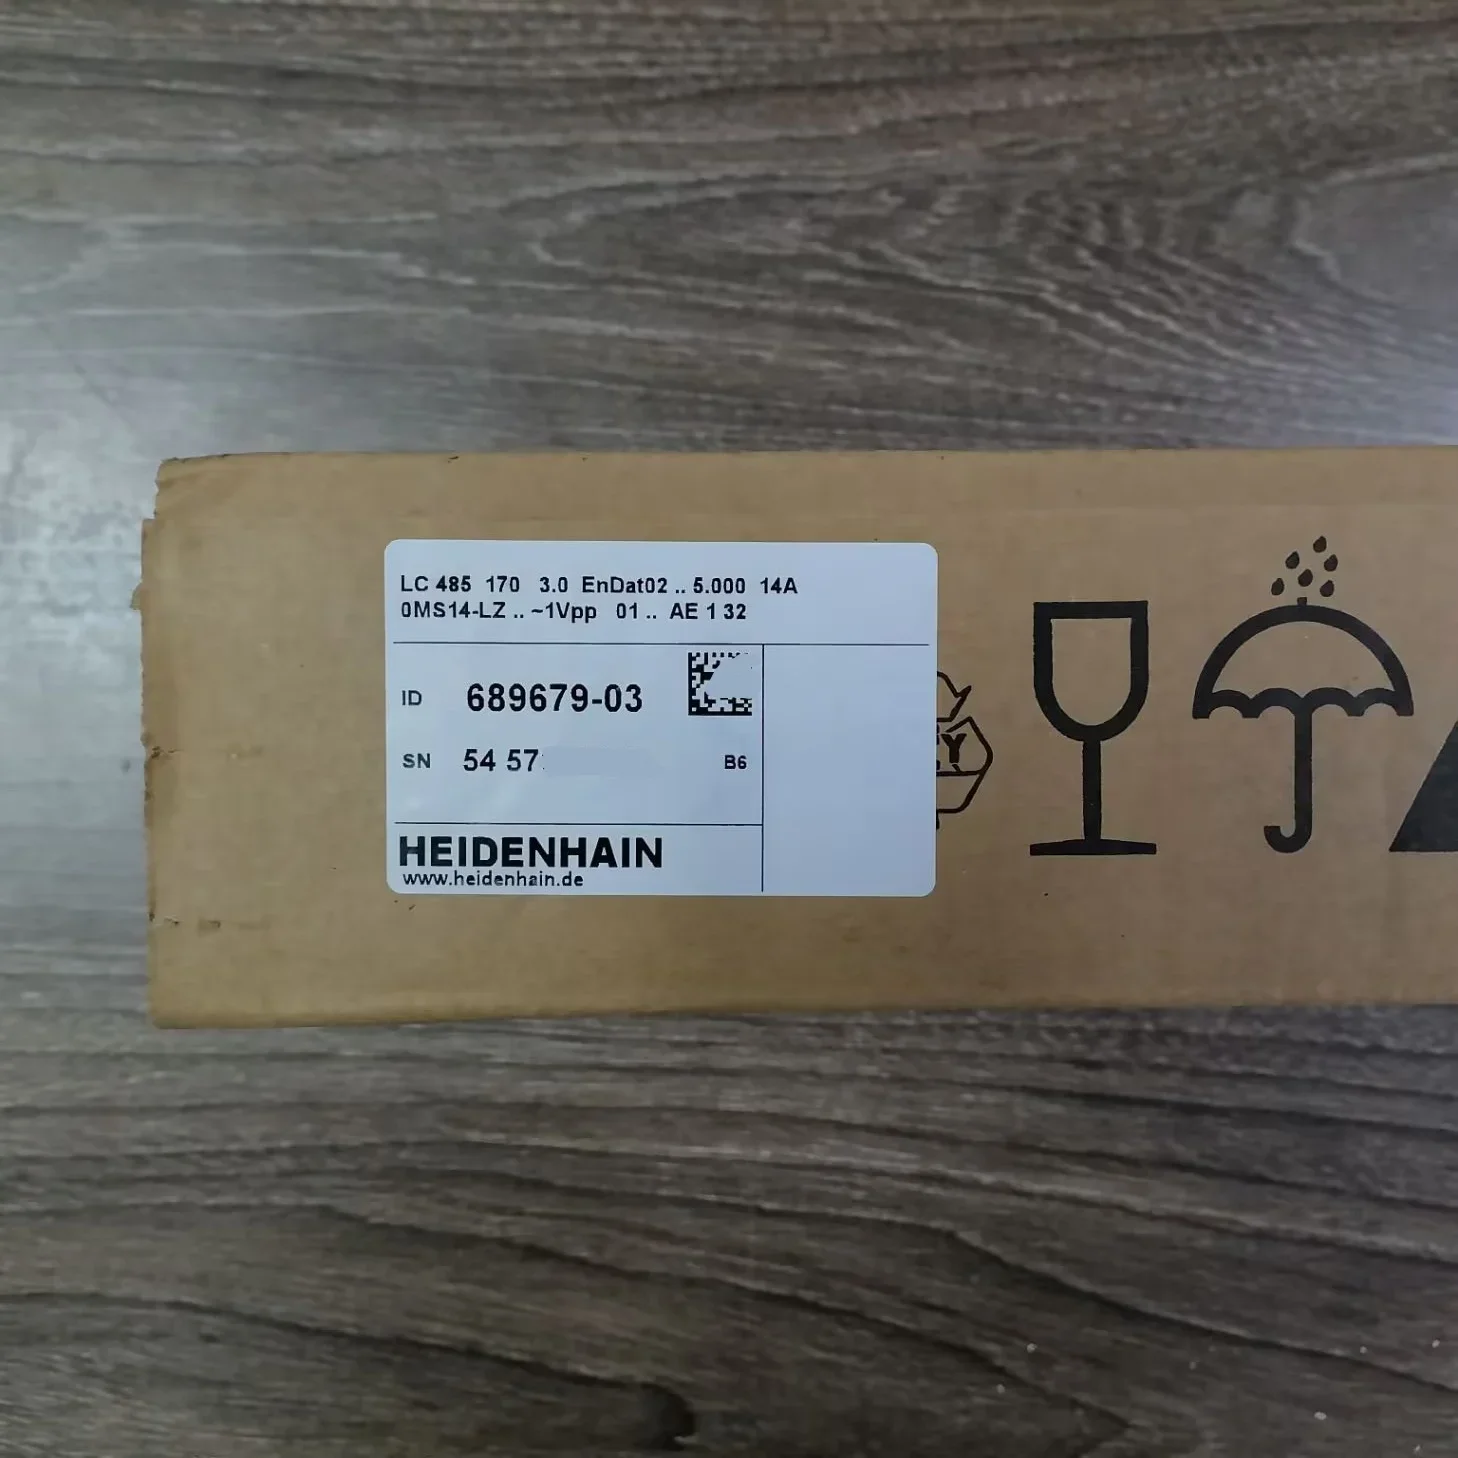 LC 485 170 3.0 EnDat02 .. 5.000 14A
0MS14-LZ .. ~1Vpp 01 .. AE 1 32
ID 689679-03
SN 54 57
B6
HEIDENHAIN
www.heidenhain.de